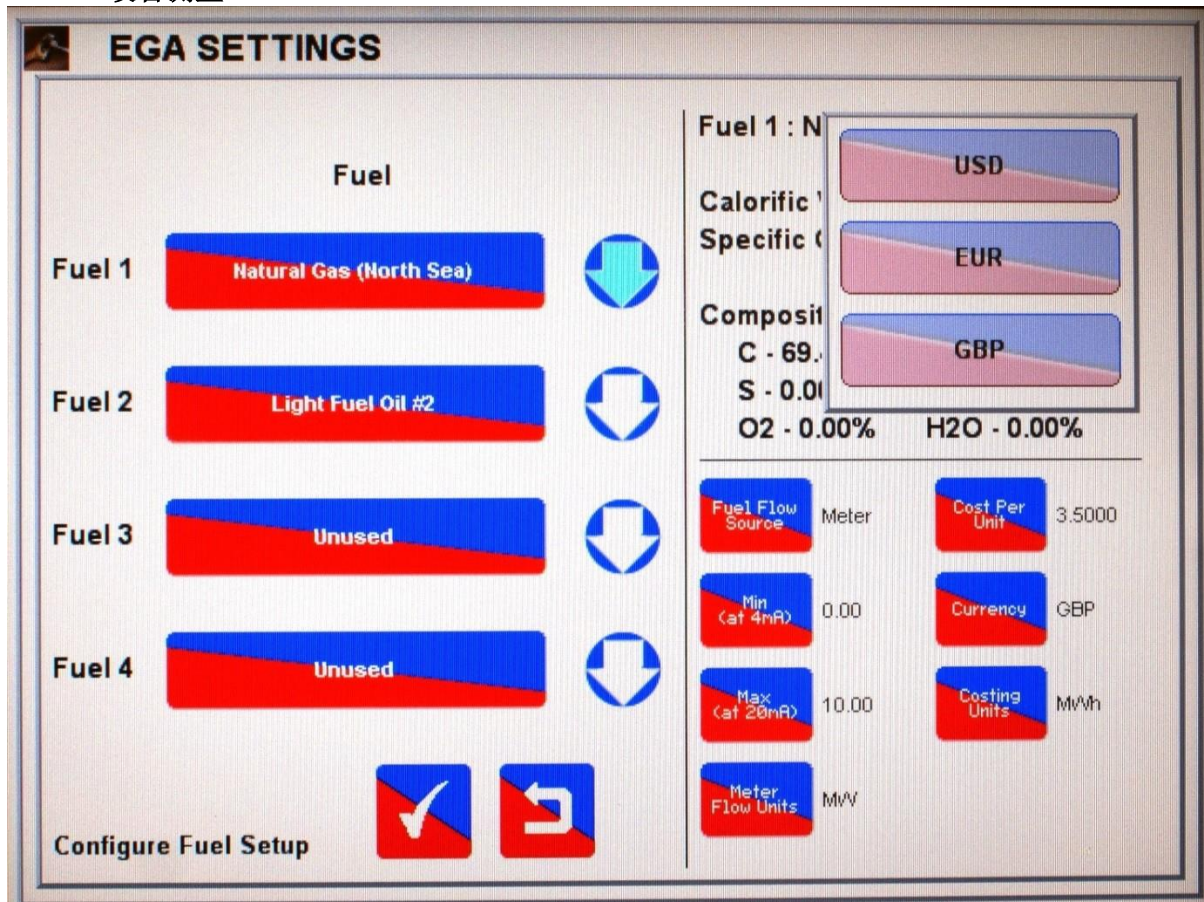 EGA SETTINGS
Fuel
Fuel 1
Natural Gas (North Sea)
Fuel 2
Light Fuel Oil #2
Fuel 3
Unused
Fuel 4
Unused
Configure Fuel Setup
Fuel 1 : N
Calorific
Specific
Composit
C - 69.
S - 0.00
O2 - 0.00% H2O - 0.00%
USD
EUR
GBP
Fuel Flow
Source
Meter
Cost Per
Unit
3.5000
Min
(at 4mA)
0.00
Currency
GBP
Max
(at 20mA)
10.00
Costing
Units
MWh
Meter
Flow Units
MW